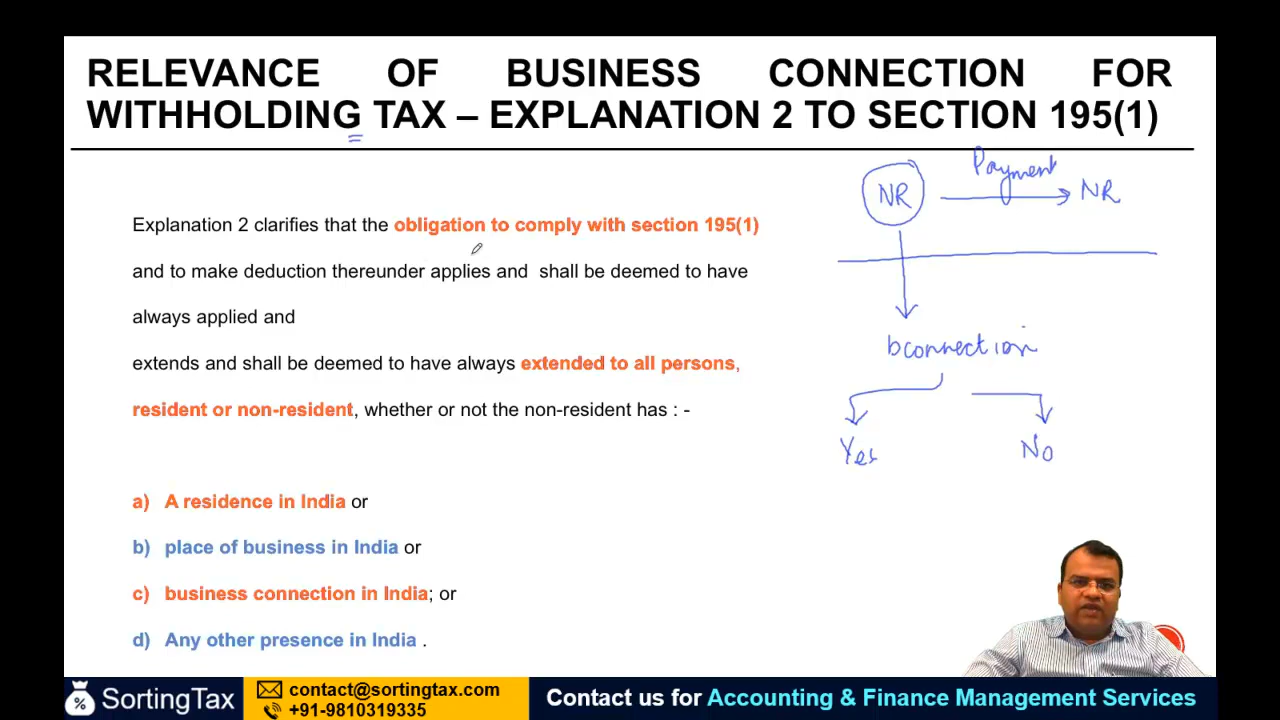 RELEVANCE OF BUSINESS CONNECTION FOR
WITHHOLDING TAX – EXPLANATION 2 TO SECTION 195(1)
Explanation 2 clarifies that the obligation to comply with section 195(1)
and to make deduction thereunder applies and shall be deemed to have
always applied and
extends and shall be deemed to have always extended to all persons,
resident or non-resident, whether or not the non-resident has : -
a) A residence in India or
b) place of business in India or
c) business connection in India; or
d) Any other presence in India .
Payment
NR
NR
bconnection
Yes
No
SortingTax
contact@sortingtax.com
+91-9810319335
Contact us for Accounting & Finance Management Services